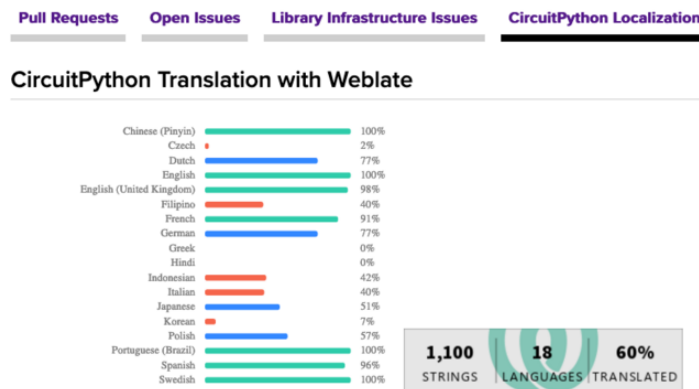 Pull Requests Open Issues Library Infrastructure Issues CircuitPython Localization
CircuitPython Translation with Weblate
Chinese (Pinyin) 100%
Czech 2%
Dutch 77%
English 100%
English (United Kingdom) 98%
Filipino 40%
French 91%
German 77%
Greek 0%
Hindi 0%
Indonesian 42%
Italian 40%
Japanese 51%
Korean 7%
Polish 57%
Portuguese (Brazil) 100%
Spanish 96%
Swedish 100%
1,100 18 60%
STRINGS LANGUAGES TRANSLATED